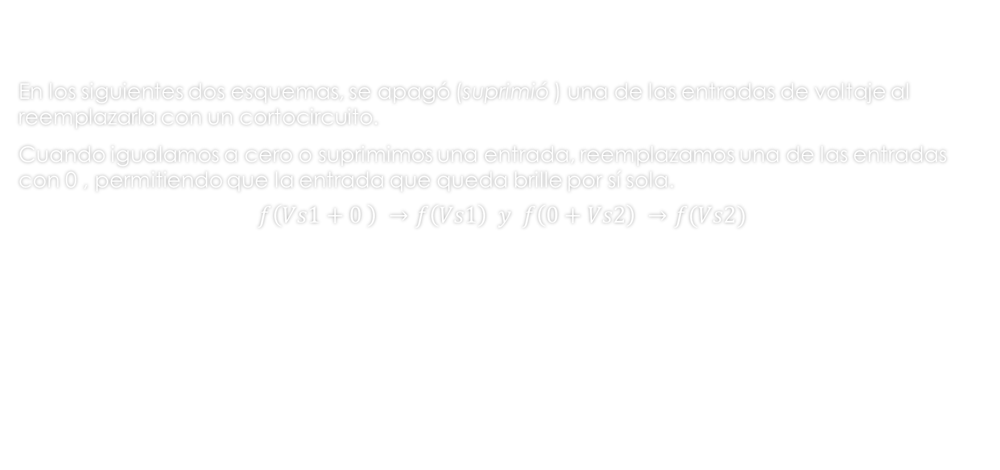 En los siguientes dos esquemas, se apagó (suprimió ) una de las entradas de voltaje al
reemplazarla con un cortocircuito.
Cuando igualamos a cero o suprimimos una entrada, reemplazamos una de las entradas
con 0 , permitiendo que la entrada que queda brille por sí sola.
f(Vs1 + 0 ) → f(Vs1) y f(0 + Vs2) → f(Vs2)